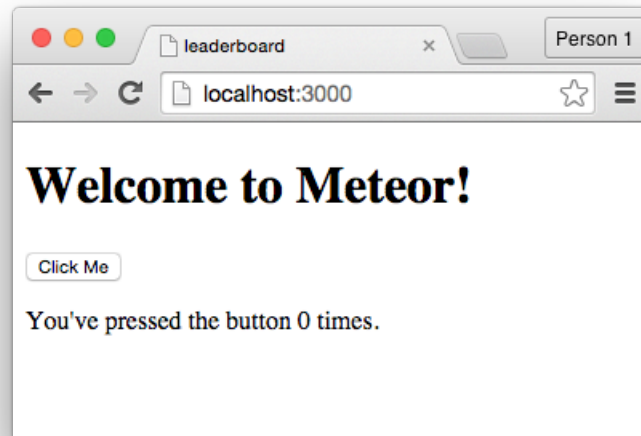 leaderboard
Person 1
localhost:3000
Welcome to Meteor!
Click Me
You've pressed the button 0 times.